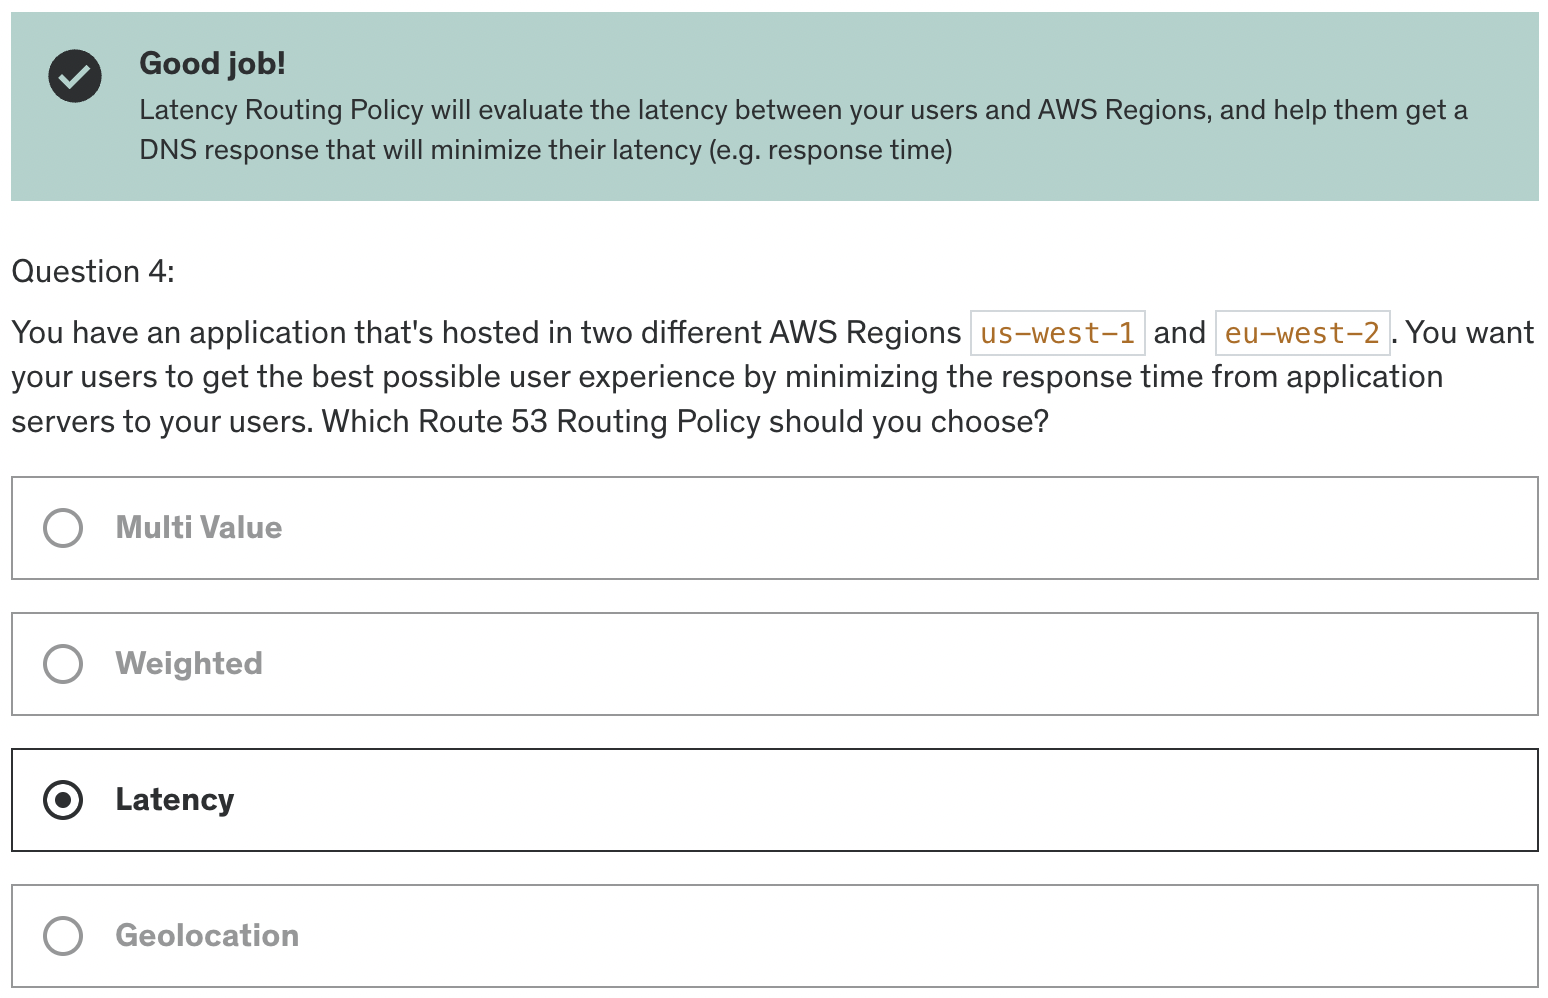 Good job!
Latency Routing Policy will evaluate the latency between your users and AWS Regions, and help them get a
DNS response that will minimize their latency (e.g. response time)
Question 4:
You have an application that's hosted in two different AWS Regions us-west-1 and eu-west-2. You want
your users to get the best possible user experience by minimizing the response time from application
servers to your users. Which Route 53 Routing Policy should you choose?
Multi Value
Weighted
Latency
Geolocation